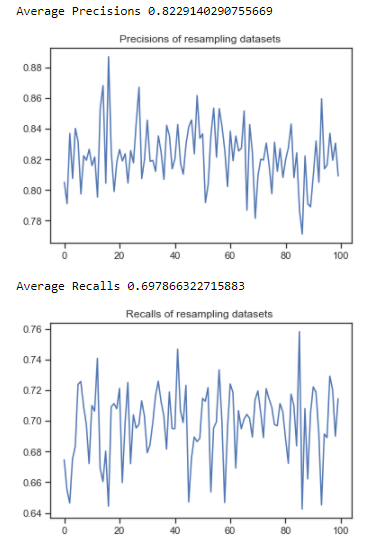 Average Precisions 0.8229140290755669
Precisions of resampling datasets
0.88
0.86
0.84
0.82
0.80
0.78
0 20 40 60 80 100
Average Recalls 0.697866322715883
Recalls of resampling datasets
0.76
0.74
0.72
0.70
0.68
0.66
0.64
0 20 40 60 80 100